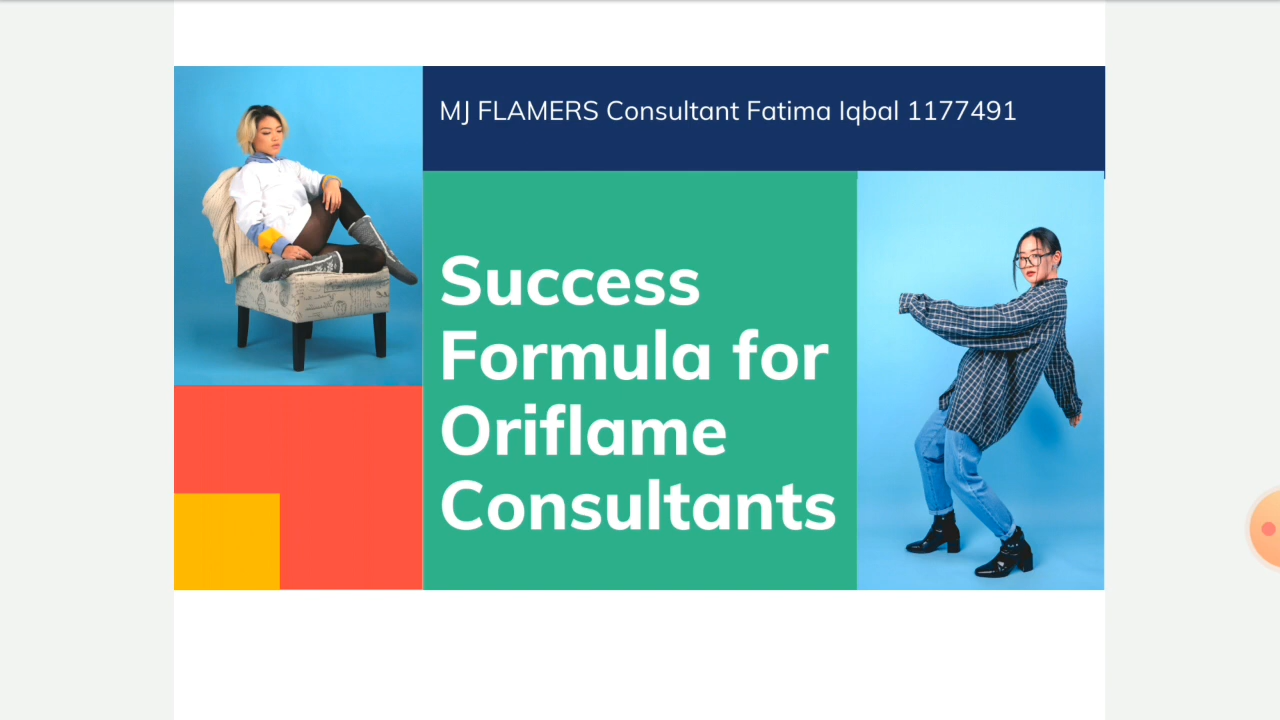 MJ FLAMERS Consultant Fatima Iqbal 1177491
Success
Formula for
Oriflame
Consultants